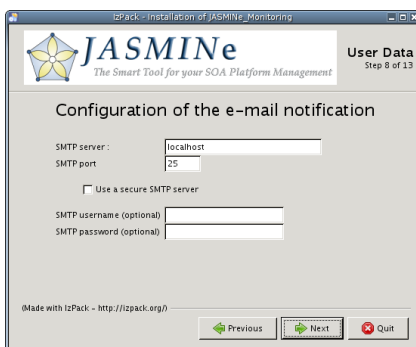 IzPack - Installation of JASMINe_Monitoring
JASMINe
The Smart Tool for your SOA Platform Management
User Data
Step 8 of 13
Configuration of the e-mail notification
SMTP server :
localhost
SMTP port
25
Use a secure SMTP server
SMTP username (optional)
SMTP password (optional)
(Made with IzPack - http://izpack.org/)
Previous
Next
Quit